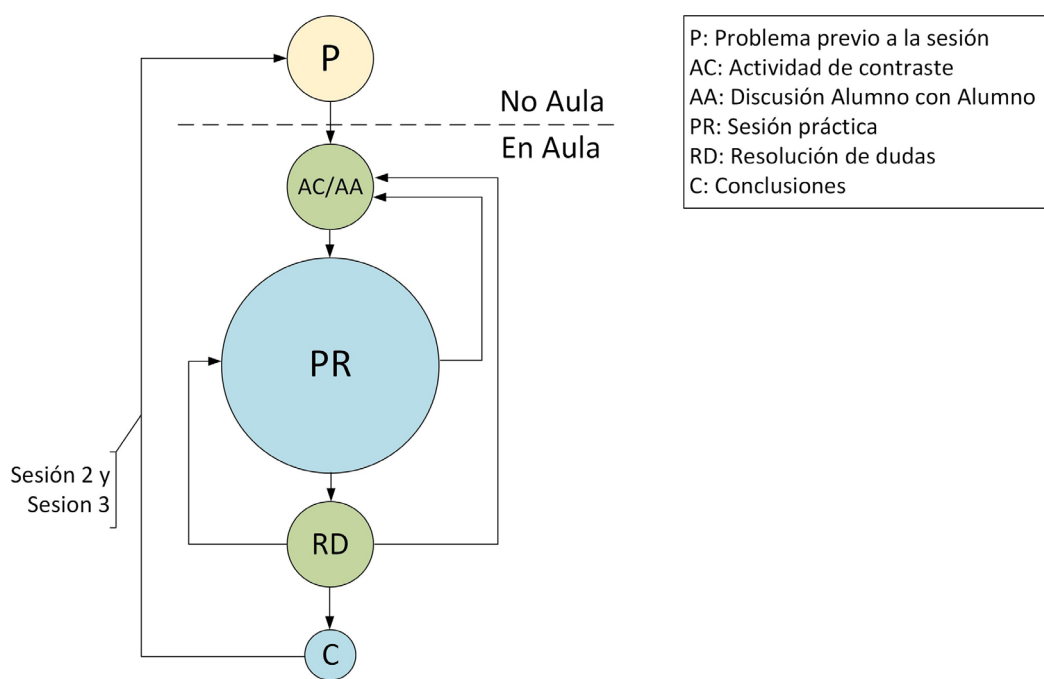 P
No Aula
En Aula
AC/AA
PR
Sesión 2 y
Sesion 3
RD
C
P: Problema previo a la sesión
AC: Actividad de contraste
AA: Discusión Alumno con Alumno
PR: Sesión práctica
RD: Resolución de dudas
C: Conclusiones